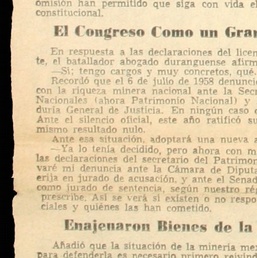 omisión han permitido que siga con vida e
constitucional.
El Congreso Como un Gran
En respuesta a las declaraciones del licen
te, el batallador abogado duranguense afirm
—Sí; tengo cargos y muy concretos, qué
Recordó que el 6 de julio de 1958 denunció
con la riqueza minera nacional ante la Secr
Nacionales (ahora Patrimonio Nacional) y
duría General de Justicia. En ningún caso o
Ante el silencio oficial, este año ratificó su
mismo resultado nulo.
Ante esa situación, adoptará una nueva a
—Ya lo tenía decidido, pero ahora con m
las declaraciones del secretario del Patrimon
varé mi denuncia ante la Cámara de Diputa
erija en jurado de acusación, y ante el Senad
como jurado de sentencia, según nuestro rég
prescribe. Así se verá si existen o no respo
ciales y quiénes las han cometido.
Enajenaron Bienes de la
Añadió que la situación de la minería mex
para defenderla es necesario primero reivind